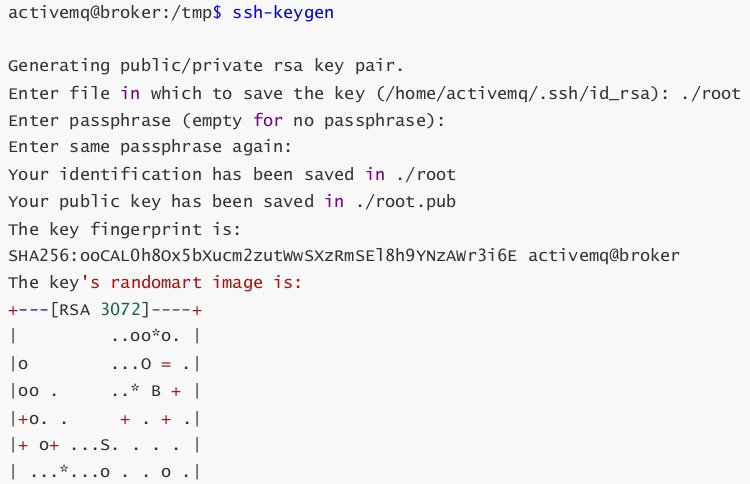 activemq@broker:/tmp$ ssh-keygen
Generating public/private rsa key pair.
Enter file in which to save the key (/home/activemq/.ssh/id_rsa): ./root
Enter passphrase (empty for no passphrase):
Enter same passphrase again:
Your identification has been saved in ./root
Your public key has been saved in ./root.pub
The key fingerprint is:
SHA256:ooCAL0h8Ox5bXucm2zutWwSXzRmSEl8h9YNzAWr3i6E activemq@broker
The key's randomart image is:
+---[RSA 3072]----+
|         ..oo*o. |
|o        ...O = .|
|oo .     ..* B + |
|+o. .     + . + .|
|+ o+ ...S. . . . |
| ...*...o . . o .|